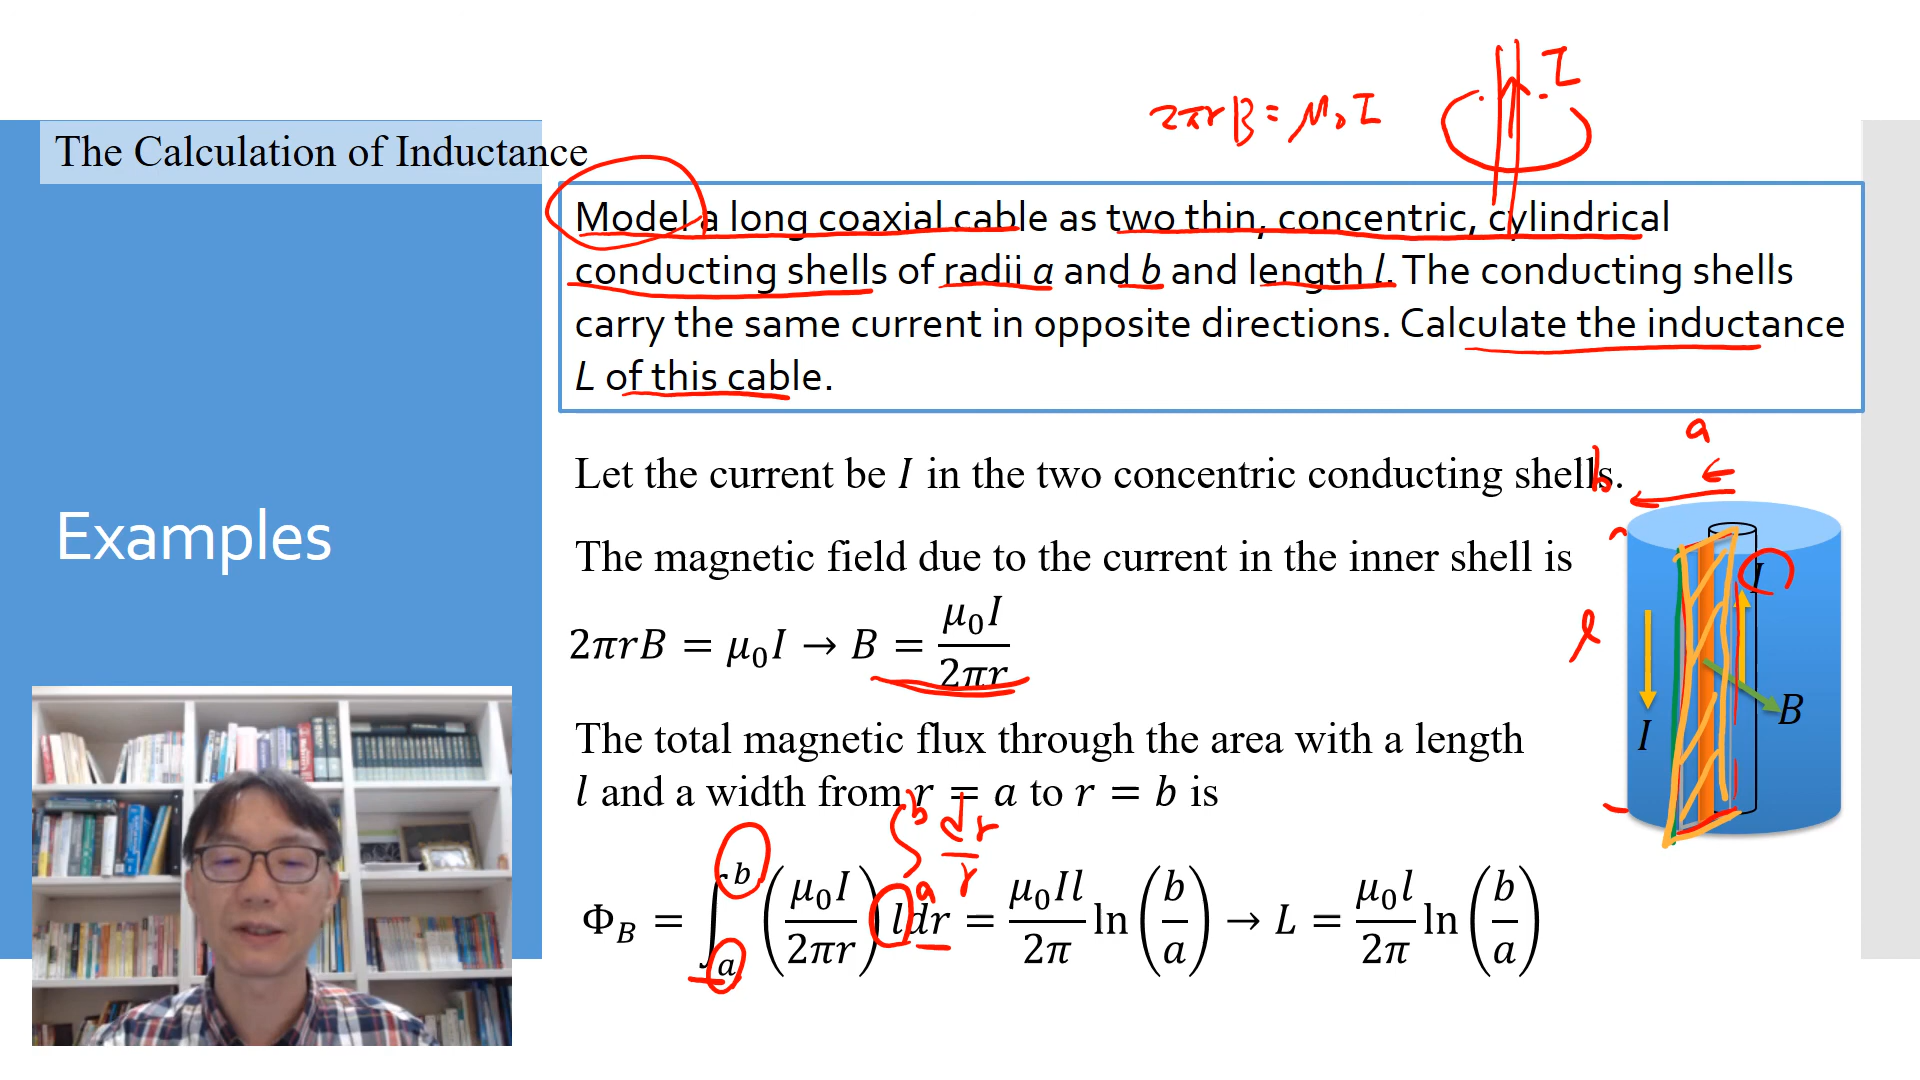 2πrB = μ₀I
I
The Calculation of Inductance
Model a long coaxial cable as two thin, concentric, cylindrical
conducting shells of radii a and b and length l. The conducting shells
carry the same current in opposite directions. Calculate the inductance
L of this cable.
Examples
Let the current be I in the two concentric conducting shells.
The magnetic field due to the current in the inner shell is
2πrB = μ₀I → B = μ₀I/2πr
The total magnetic flux through the area with a length
l and a width from r = a to r = b is
∫ₐᵇ dr/r
Φ_B = ∫ₐᵇ (μ₀I/2πr) ldr = μ₀Il/2π ln(b/a) → L = μ₀l/2π ln(b/a)
a
b
I
l
B
I